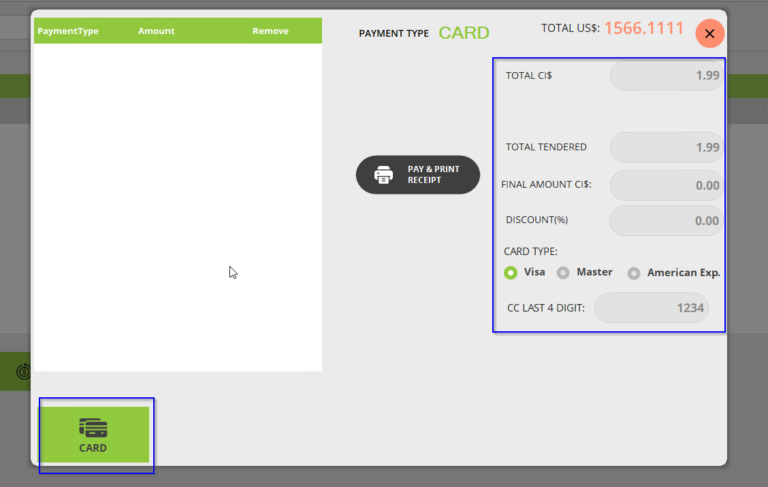 PaymentType Amount Remove
PAYMENT TYPE CARD
TOTAL US$: 1566.1111
TOTAL CI$ 1.99
TOTAL TENDERED 1.99
PAY & PRINT
RECEIPT
FINAL AMOUNT CI$: 0.00
DISCOUNT(%) 0.00
CARD TYPE:
Visa Master American Exp.
CC LAST 4 DIGIT: 1234
CARD